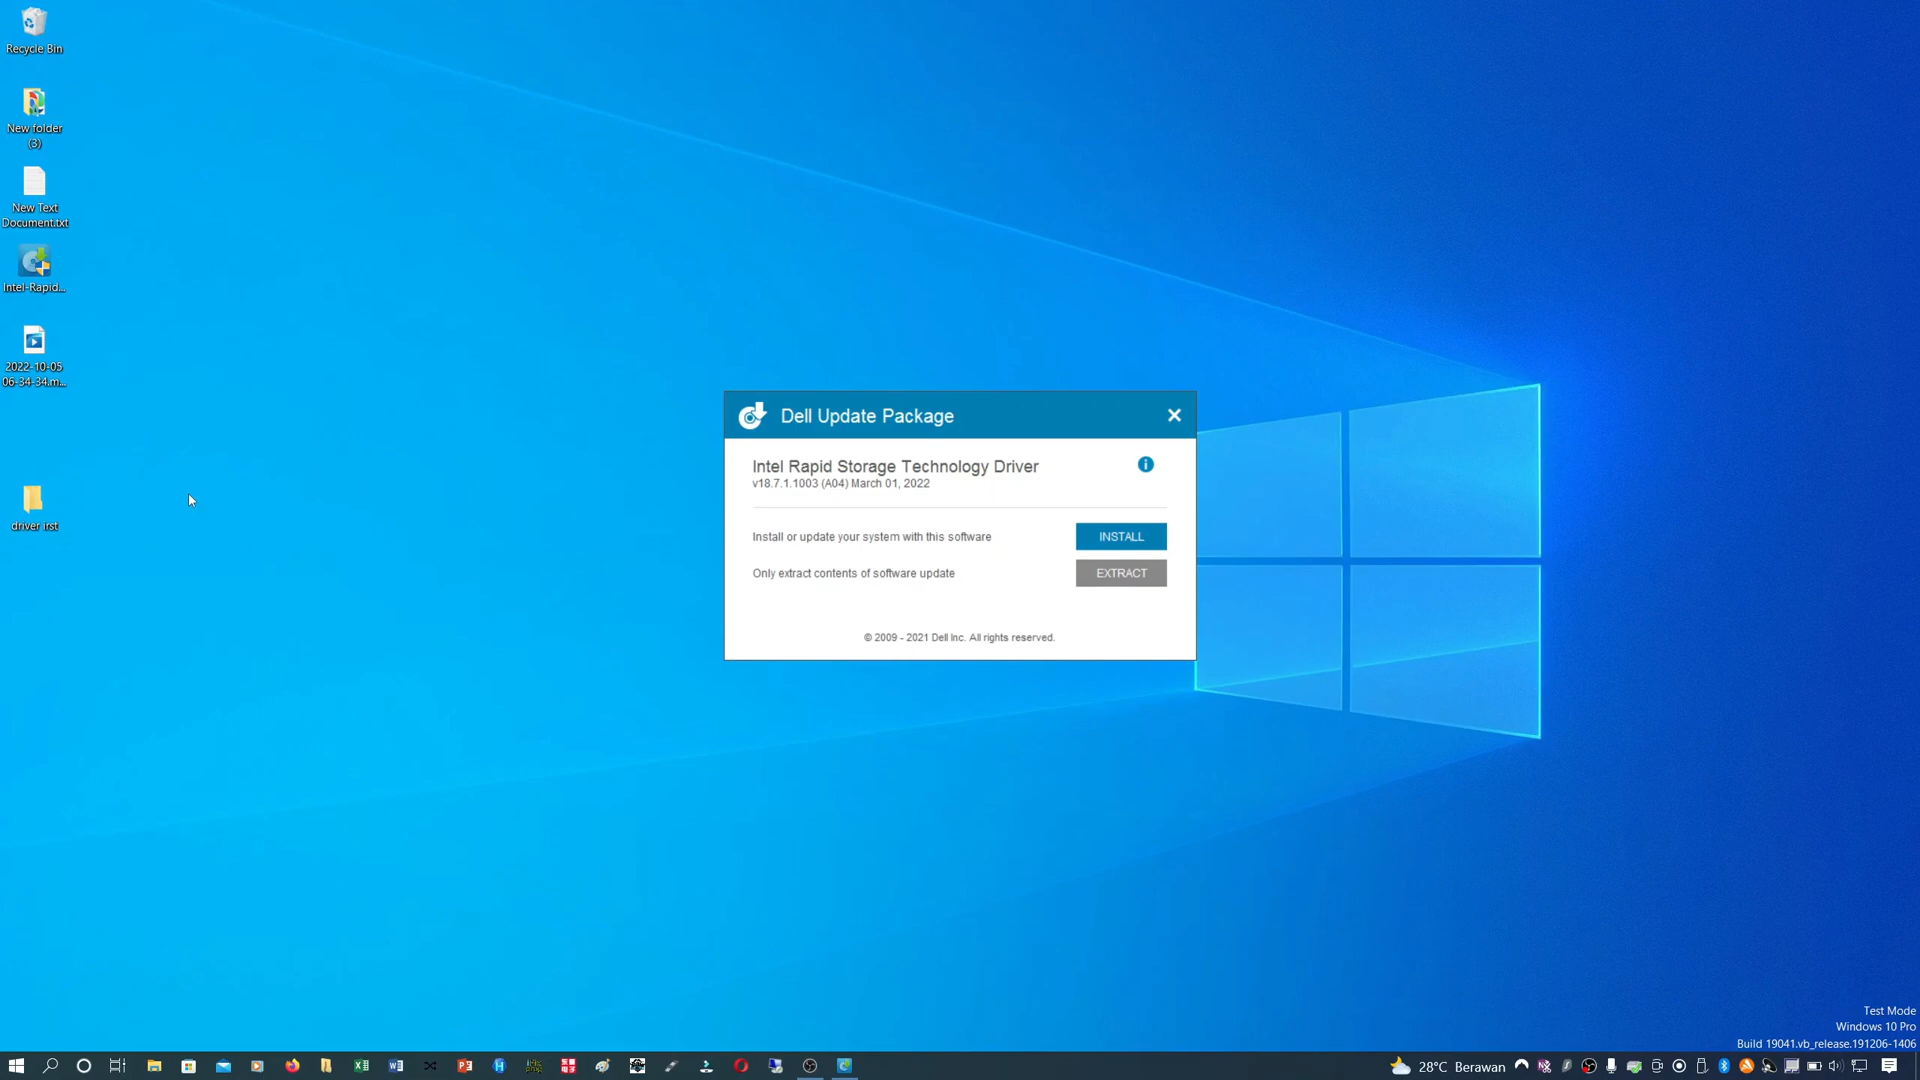 Recycle Bin
New folder
(3)
New Text
Document.txt
Intel-Rapid...
2022-10-05
06-34-34.m...
driver irst
Dell Update Package
Intel Rapid Storage Technology Driver
v18.7.1.1003 (A04) March 01, 2022
Install or update your system with this software
INSTALL
Only extract contents of software update
EXTRACT
© 2009 - 2021 Dell Inc. All rights reserved.
Test Mode
Windows 10 Pro
Build 19041.vb_release.191206-1406
28°C Berawan